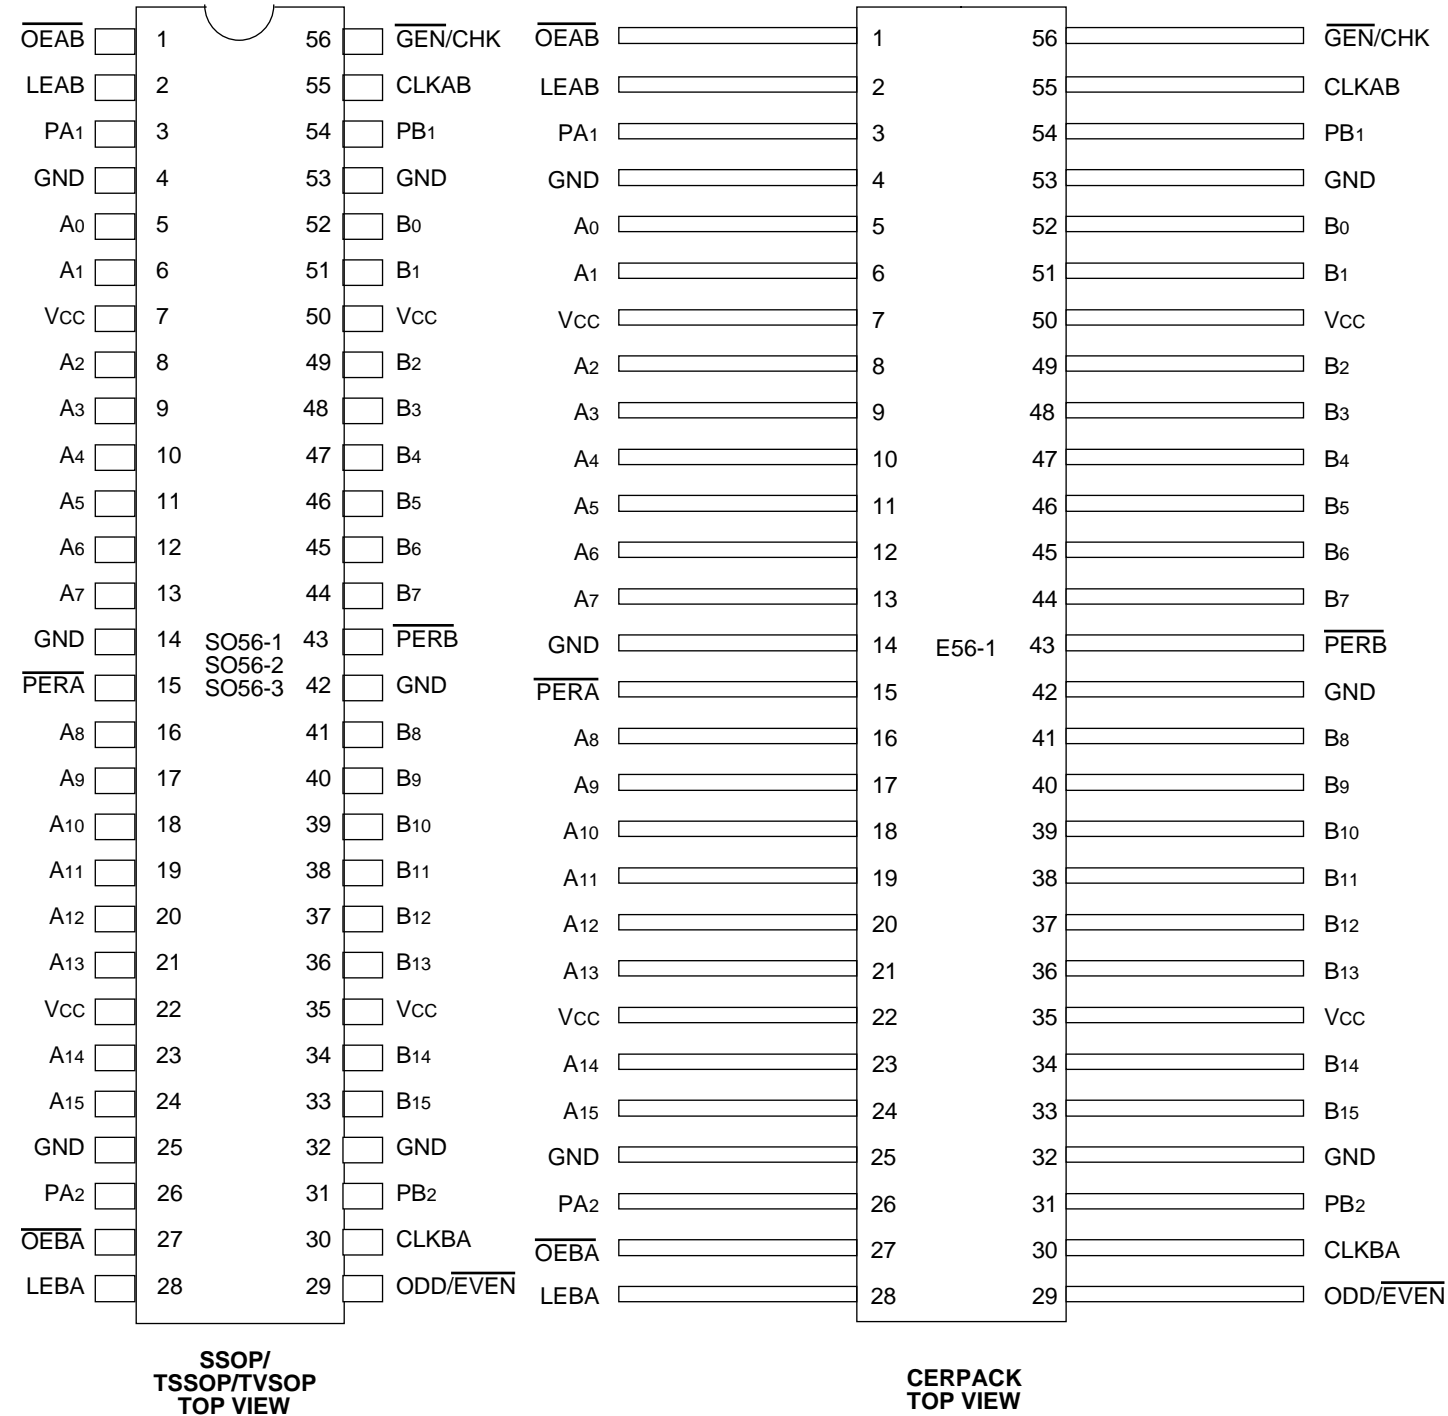 O̅E̅A̅B̅ 1 56 G̅E̅N̅/CHK
LEAB 2 55 CLKAB
PA1 3 54 PB1
GND 4 53 GND
A0 5 52 B0
A1 6 51 B1
VCC 7 50 VCC
A2 8 49 B2
A3 9 48 B3
A4 10 47 B4
A5 11 46 B5
A6 12 45 B6
A7 13 44 B7
GND 14 SO56-1 43 P̅E̅R̅B̅
SO56-2
P̅E̅R̅A̅ 15 SO56-3 42 GND
A8 16 41 B8
A9 17 40 B9
A10 18 39 B10
A11 19 38 B11
A12 20 37 B12
A13 21 36 B13
VCC 22 35 VCC
A14 23 34 B14
A15 24 33 B15
GND 25 32 GND
PA2 26 31 PB2
O̅E̅B̅A̅ 27 30 CLKBA
LEBA 28 29 ODD/E̅V̅E̅N̅
SSOP/
TSSOP/TVSOP
TOP VIEW
O̅E̅A̅B̅ 1 56 G̅E̅N̅/CHK
LEAB 2 55 CLKAB
PA1 3 54 PB1
GND 4 53 GND
A0 5 52 B0
A1 6 51 B1
VCC 7 50 VCC
A2 8 49 B2
A3 9 48 B3
A4 10 47 B4
A5 11 46 B5
A6 12 45 B6
A7 13 44 B7
GND 14 E56-1 43 P̅E̅R̅B̅
P̅E̅R̅A̅ 15 42 GND
A8 16 41 B8
A9 17 40 B9
A10 18 39 B10
A11 19 38 B11
A12 20 37 B12
A13 21 36 B13
VCC 22 35 VCC
A14 23 34 B14
A15 24 33 B15
GND 25 32 GND
PA2 26 31 PB2
O̅E̅B̅A̅ 27 30 CLKBA
LEBA 28 29 ODD/E̅V̅E̅N̅
CERPACK
TOP VIEW